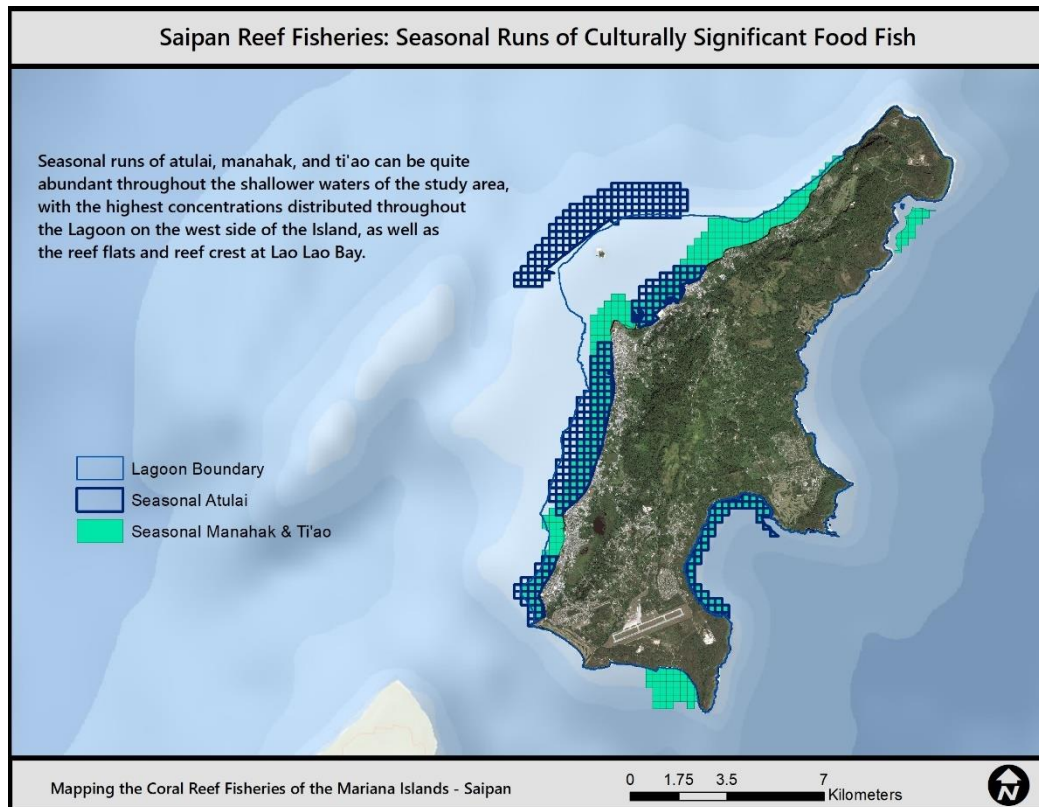 Saipan Reef Fisheries: Seasonal Runs of Culturally Significant Food Fish
Seasonal runs of atulai, manahak, and ti'ao can be quite
abundant throughout the shallower waters of the study area,
with the highest concentrations distributed throughout
the Lagoon on the west side of the Island, as well as
the reef flats and reef crest at Lao Lao Bay.
Lagoon Boundary
Seasonal Atulai
Seasonal Manahak & Ti'ao
Mapping the Coral Reef Fisheries of the Mariana Islands - Saipan
0 1.75 3.5 7
Kilometers
N